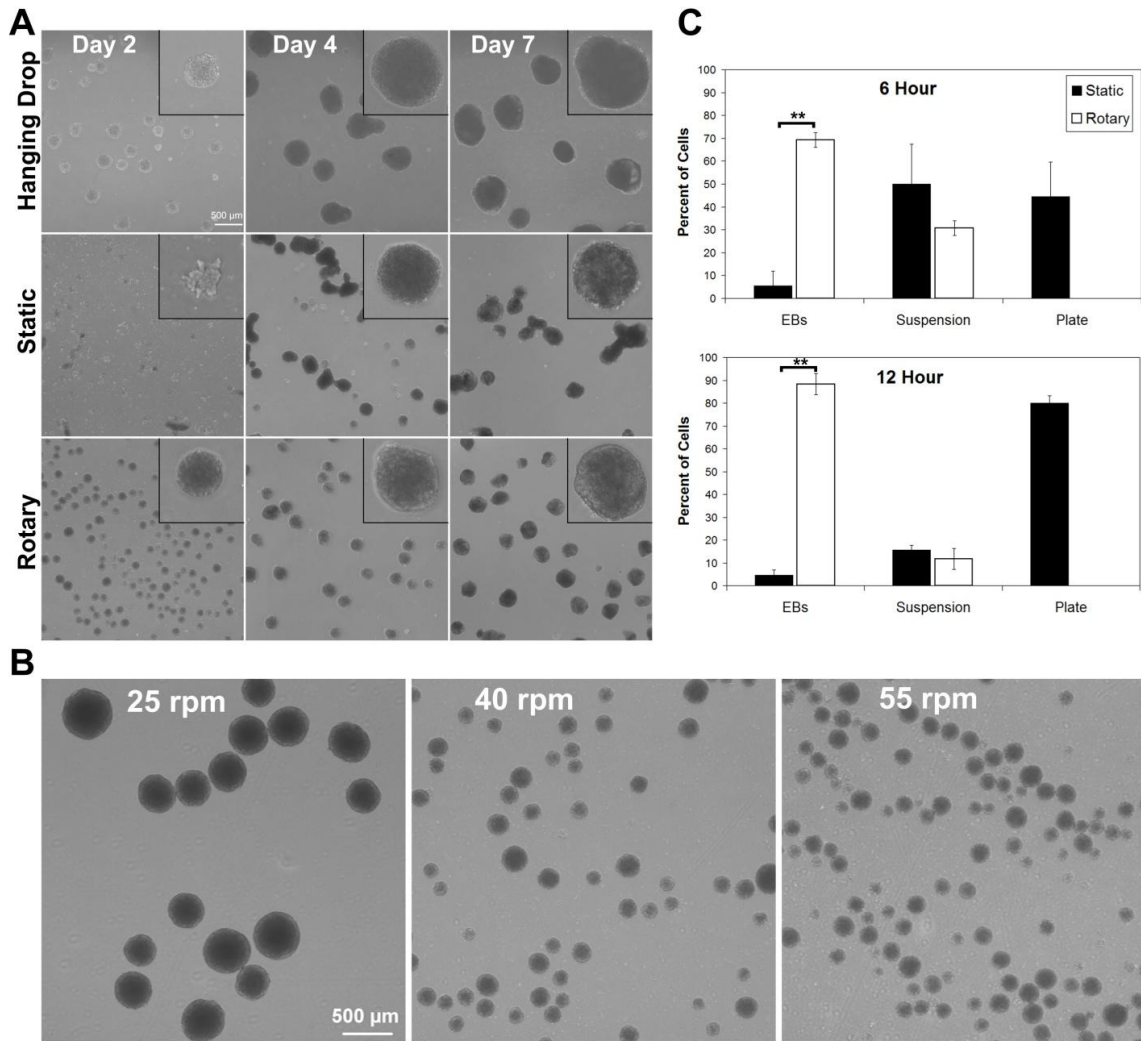 A
Day 2
Day 4
Day 7
Hanging Drop
500 µm
Static
Rotary
C
6 Hour
Static
Rotary
**
Percent of Cells
100
90
80
70
60
50
40
30
20
10
0
EBs
Suspension
Plate
12 Hour
**
Percent of Cells
100
90
80
70
60
50
40
30
20
10
0
EBs
Suspension
Plate
B
25 rpm
40 rpm
55 rpm
500 µm